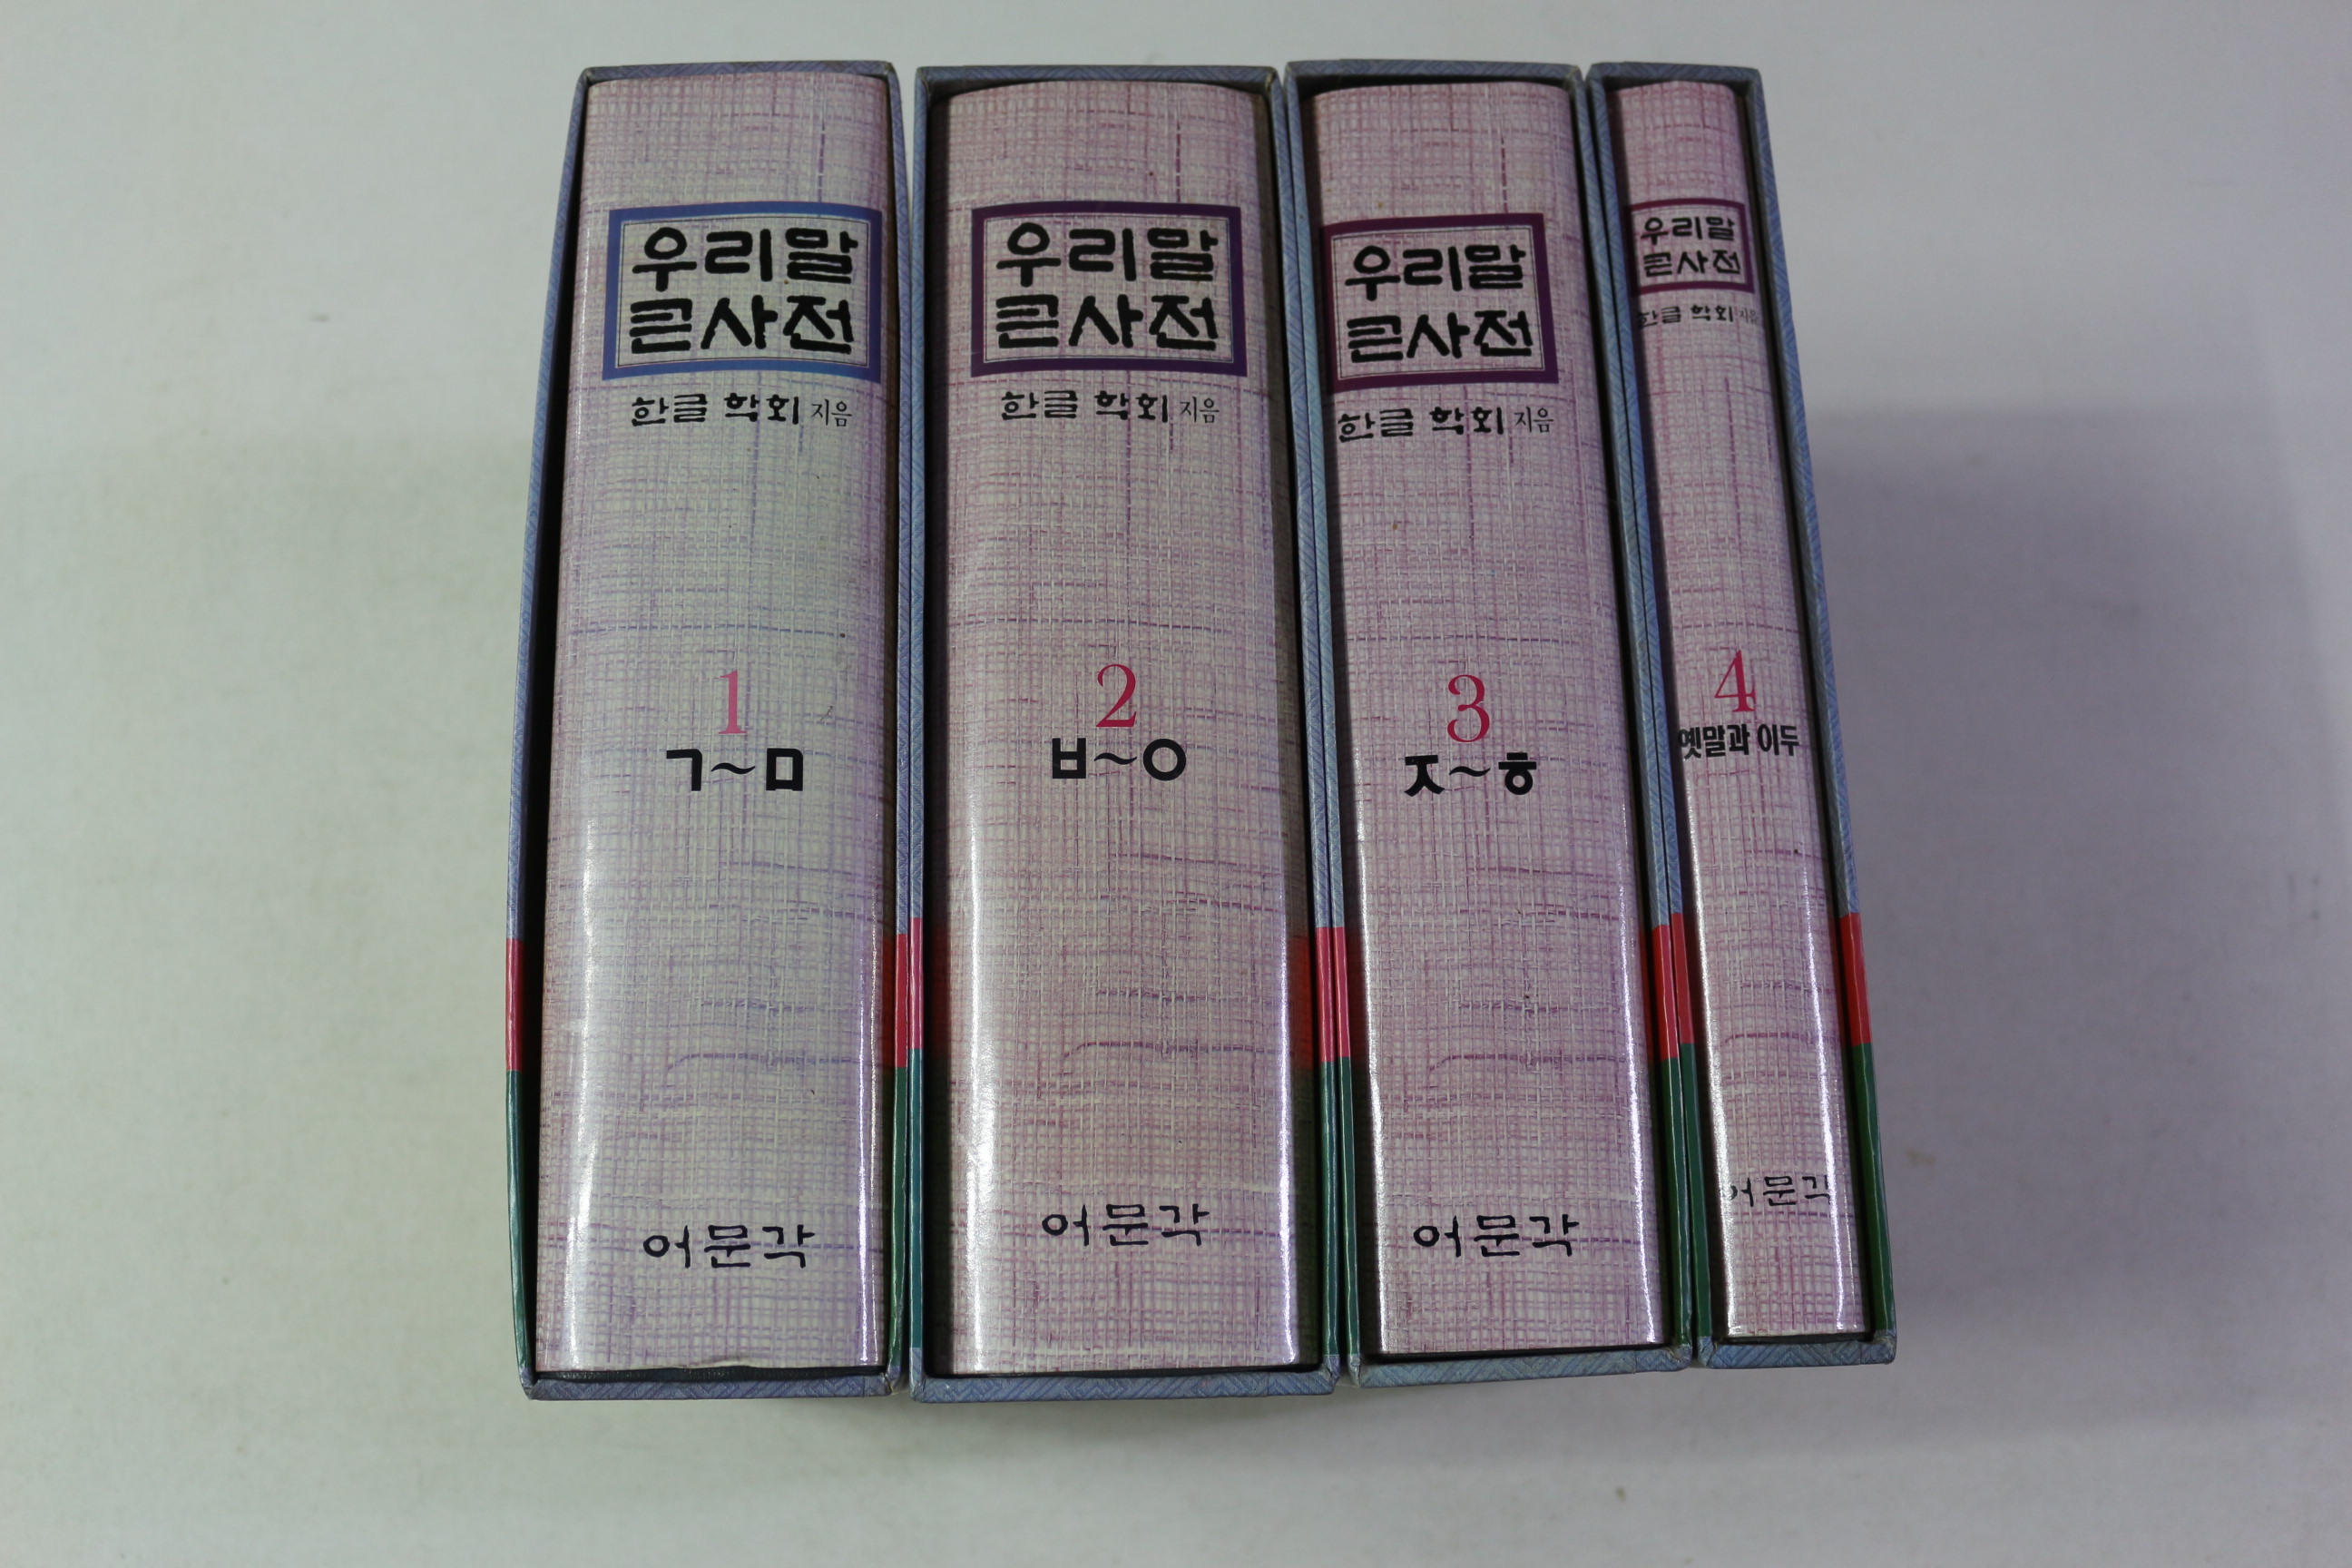 우리말
큰사전
한글 학회 지음
1
ㄱ~ㅁ
어문각
우리말
큰사전
한글 학회 지음
2
ㅂ~ㅇ
어문각
우리말
큰사전
한글 학회 지음
3
ㅈ~ㅎ
어문각
우리말
큰사전
한글 학회 지음
4
옛말과 이두
어문각